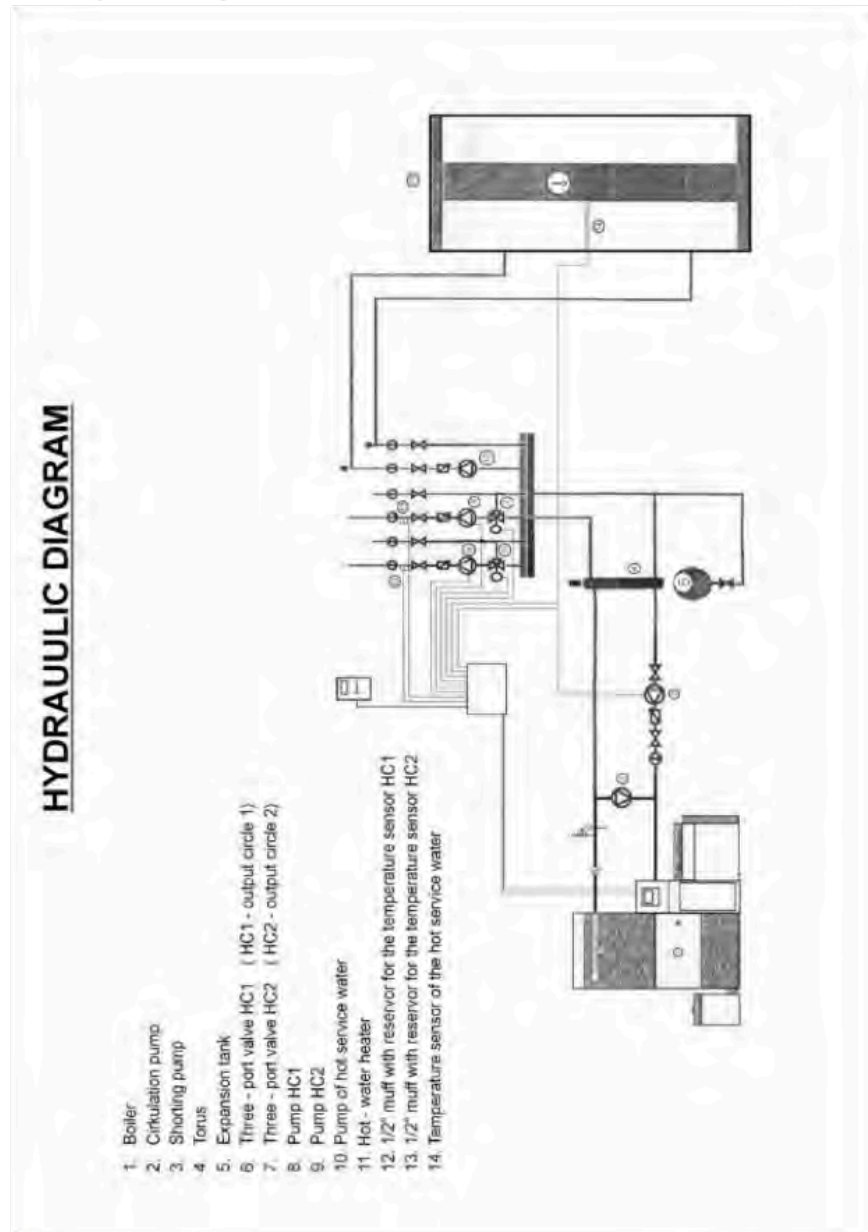 HYDRAUULIC DIAGRAM
1. Boiler
2. Cirkulation pump
3. Shorting pump
4. Torus
5. Expansion tank
6. Three - port valve HC1 ( HC1 - output circle 1)
7. Three - port valve HC2 ( HC2 - output circle 2)
8. Pump HC1
9. Pump HC2
10. Pump of hot service water
11. Hot - water heater
12. 1/2" muff with reservor for the temperature sensor HC1
13. 1/2" muff with reservor for the temperature sensor HC2
14. Temperature sensor of the hot service water
5